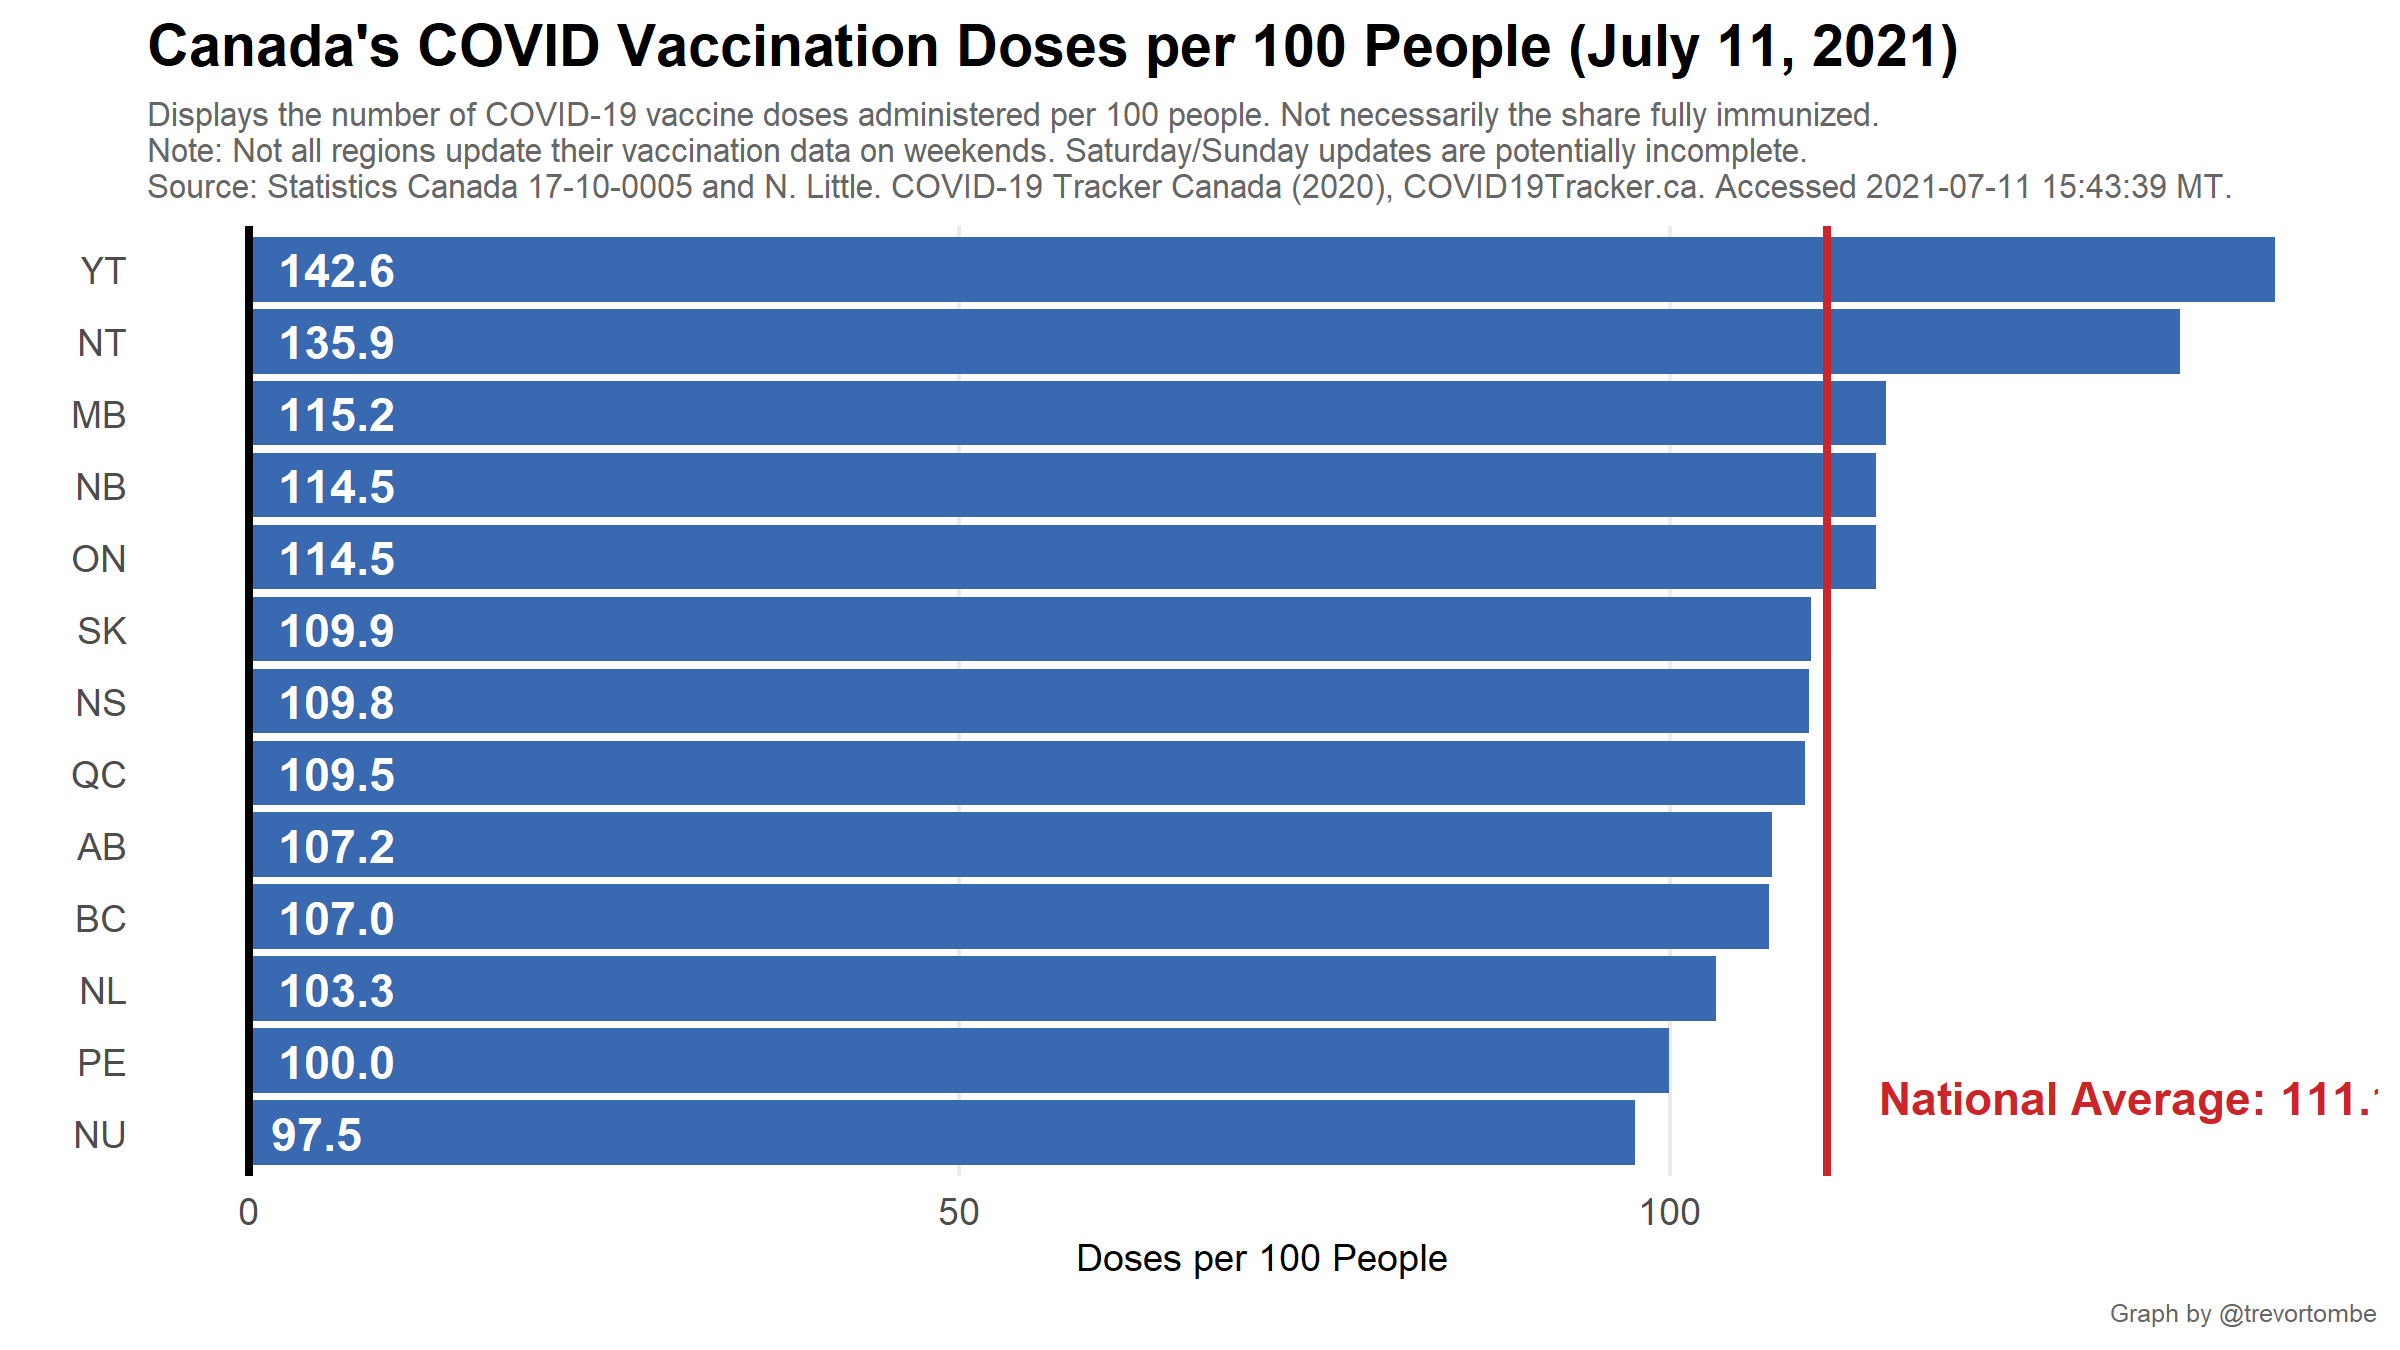 Canada's COVID Vaccination Doses per 100 People (July 11, 2021)
Displays the number of COVID-19 vaccine doses administered per 100 people. Not necessarily the share fully immunized.
Note: Not all regions update their vaccination data on weekends. Saturday/Sunday updates are potentially incomplete.
Source: Statistics Canada 17-10-0005 and N. Little. COVID-19 Tracker Canada (2020), COVID19Tracker.ca. Accessed 2021-07-11 15:43:39 MT.
YT 142.6
NT 135.9
MB 115.2
NB 114.5
ON 114.5
SK 109.9
NS 109.8
QC 109.5
AB 107.2
BC 107.0
NL 103.3
PE 100.0
National Average:
NU 97.5
0 50 100
Doses per 100 People
Graph by @trevortombe